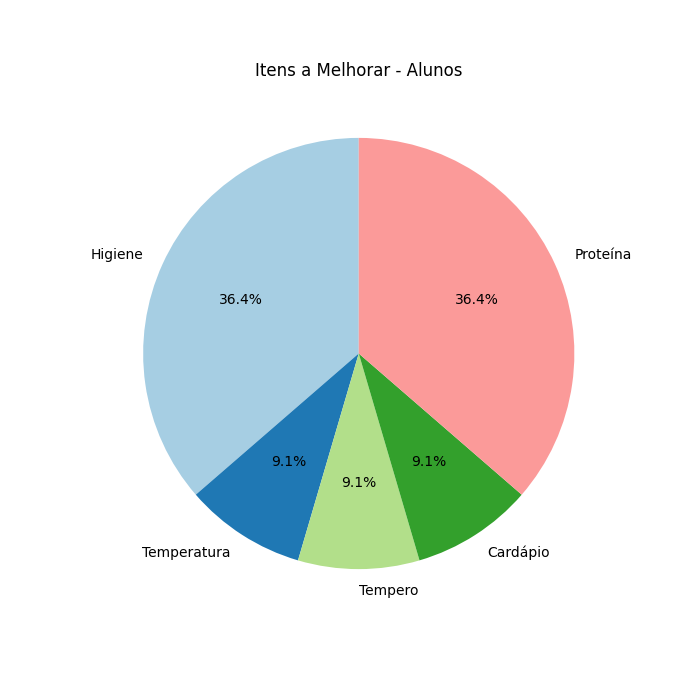 Itens a Melhorar - Alunos
Higiene
Proteína
36.4%
36.4%
9.1%
9.1%
9.1%
Temperatura
Cardápio
Tempero